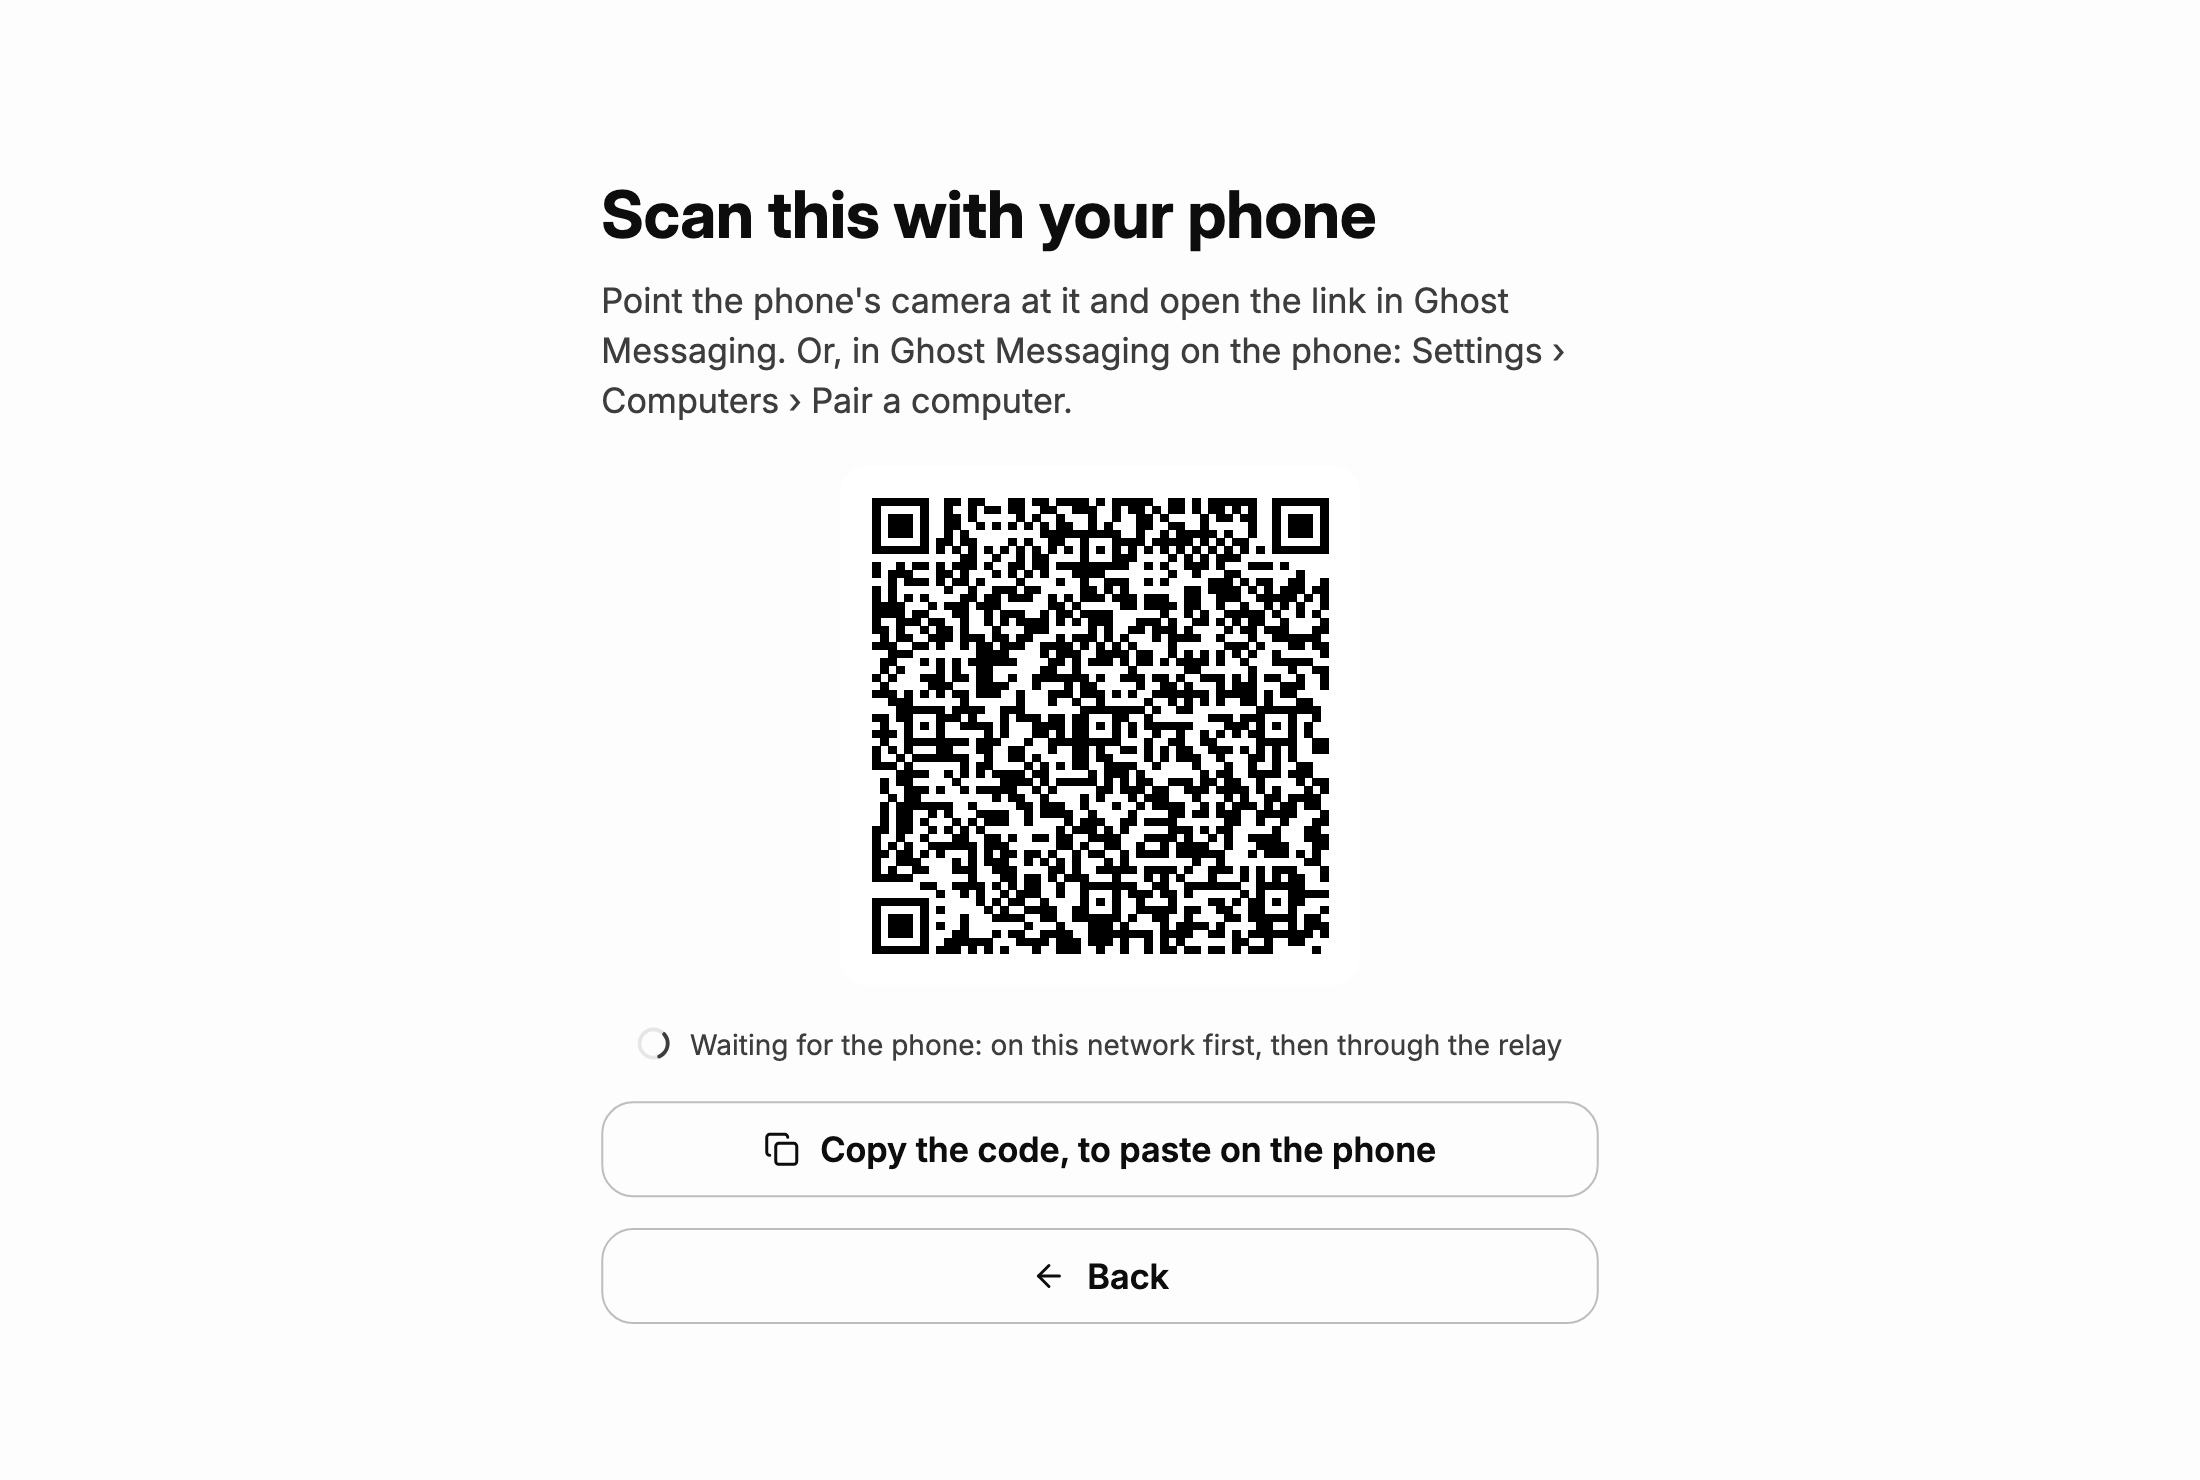 Scan this with your phone
Point the phone's camera at it and open the link in Ghost
Messaging. Or, in Ghost Messaging on the phone: Settings ›
Computers › Pair a computer.
Waiting for the phone: on this network first, then through the relay
Copy the code, to paste on the phone
Back